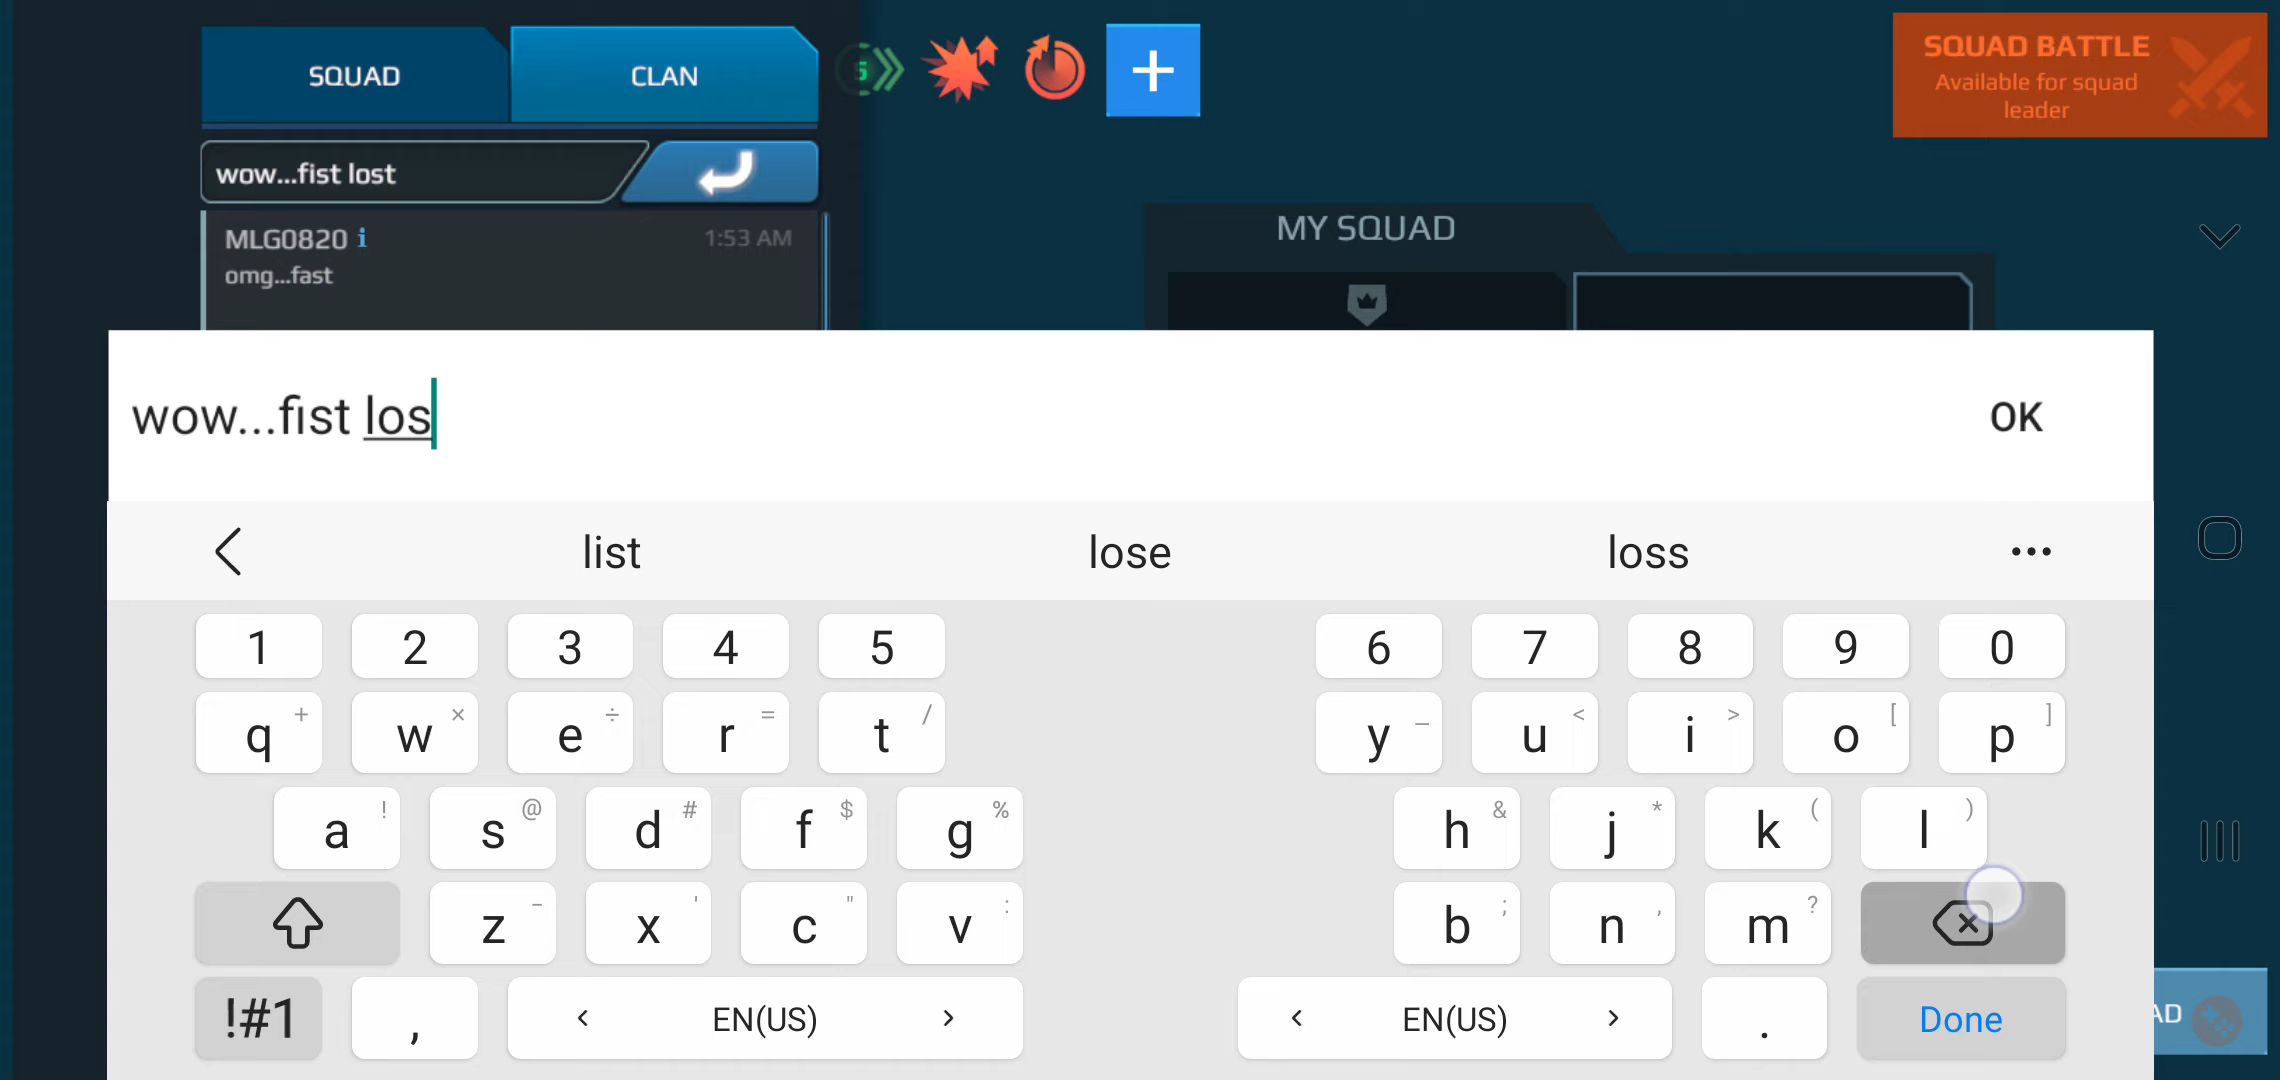 SQUAD
CLAN
5
+
SQUAD BATTLE
Available for squad
leader
wow...fist lost
MLG0820 i
1:53 AM
omg...fast
MY SQUAD
wow...fist los
OK
list
lose
loss
...
1 2 3 4 5 6 7 8 9 0
q + w × e ÷ r = t / y _ u < i > o [ p ]
a ! s @ d # f $ g % h & j * k ( l )
z - x ' c " v : b ; n , m ?
!#1 , < EN(US) > < EN(US) > . Done
AD